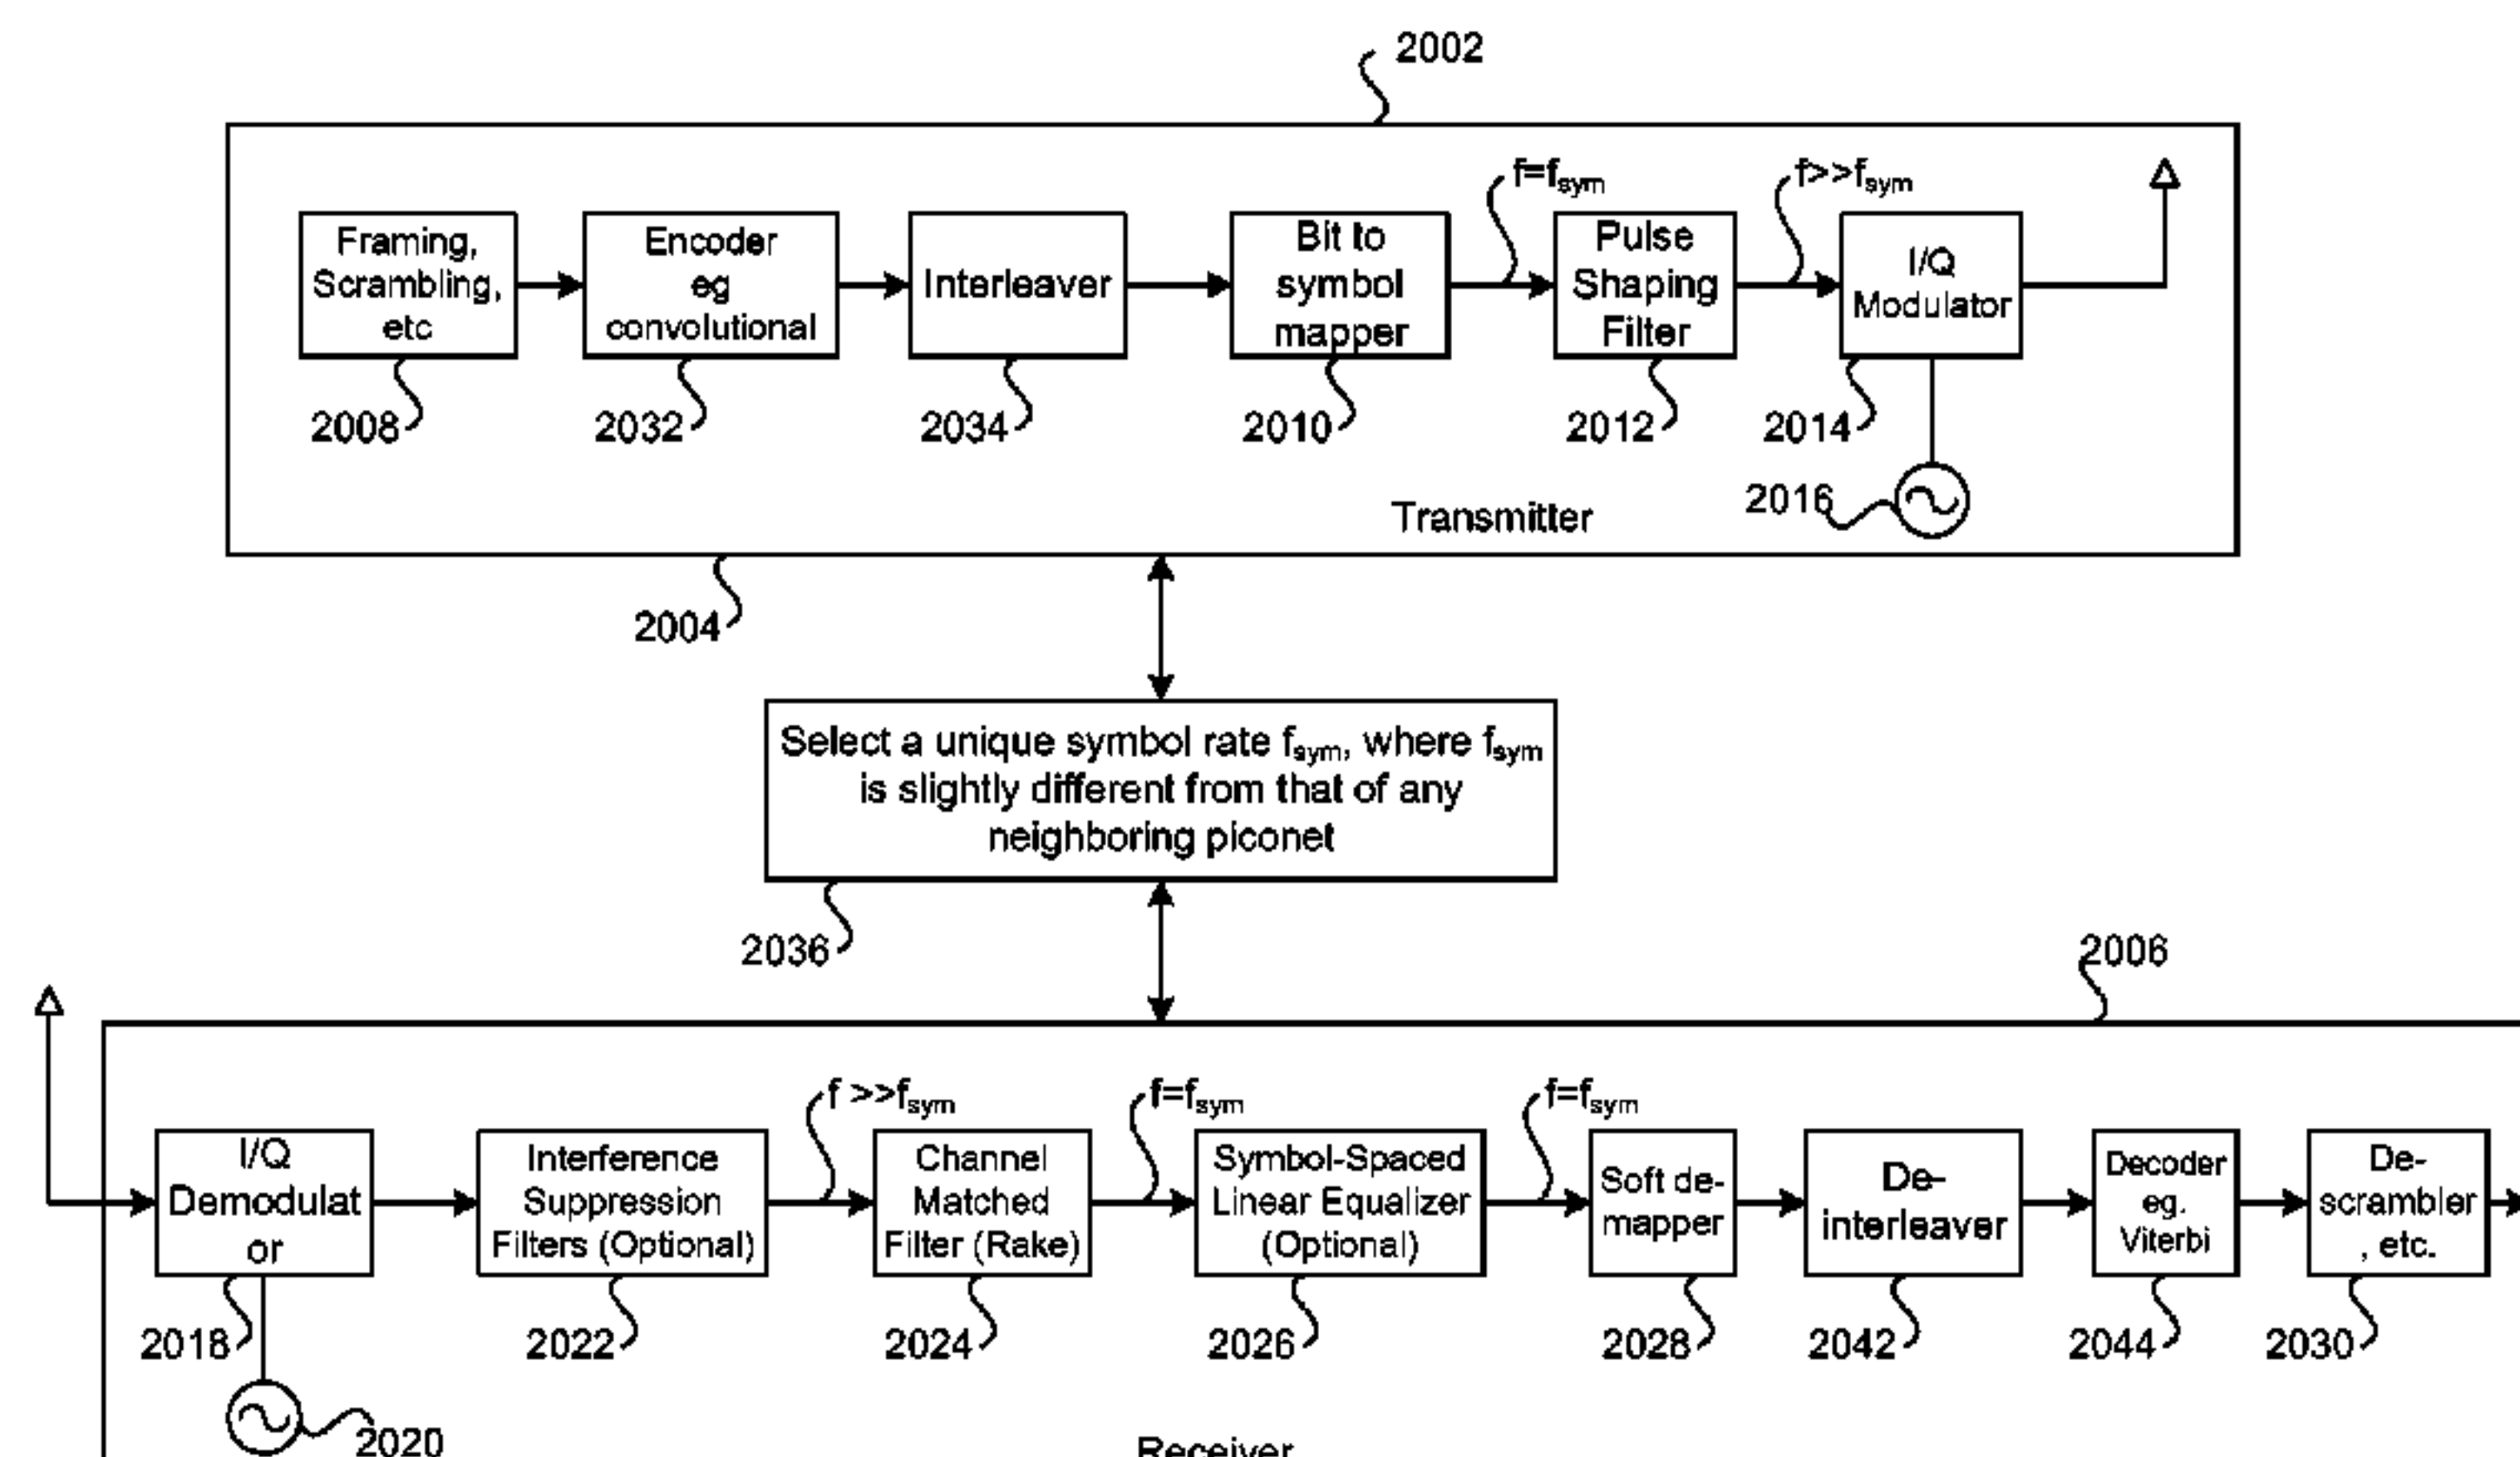 2002
f=fsym
f>>fsym
Framing,
Scrambling,
etc
Encoder
eg
convolutional
Interleaver
Bit to
symbol
mapper
Pulse
Shaping
Filter
I/Q
Modulator
2008
2032
2034
2010
2012
2014
2016
Transmitter
2004
Select a unique symbol rate fsym, where fsym
is slightly different from that of any
neighboring piconet
2036
2006
f >>fsym
f=fsym
f=fsym
I/Q
Demodulat
or
Interference
Suppression
Filters (Optional)
Channel
Matched
Filter (Rake)
Symbol-Spaced
Linear Equalizer
(Optional)
Soft de-
mapper
De-
interleaver
Decoder
eg.
Viterbi
De-
scrambler
, etc.
2018
2022
2024
2026
2028
2042
2044
2030
2020
Receiver